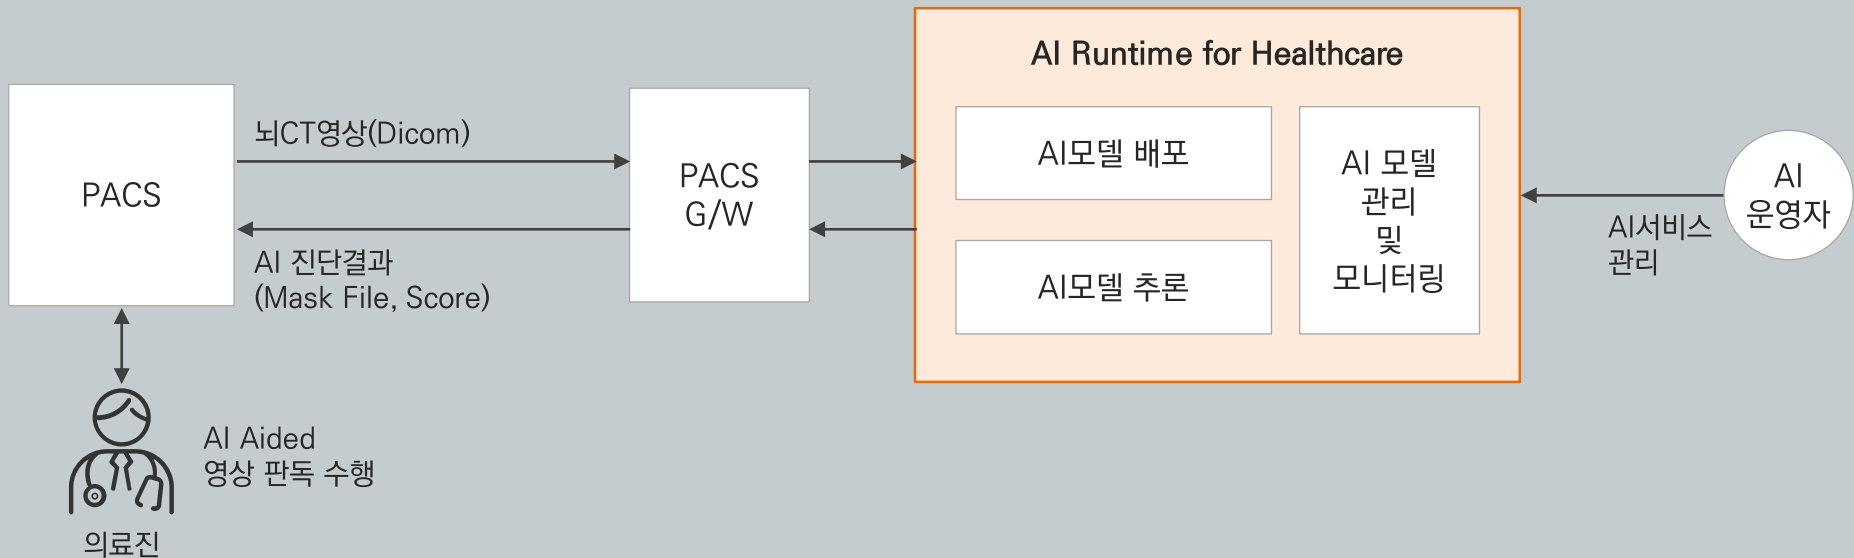 AI Runtime for Healthcare
PACS
뇌CT영상(Dicom)
AI 진단결과
(Mask File, Score)
PACS
G/W
AI모델 배포
AI모델 추론
AI 모델
관리
및
모니터링
AI
운영자
AI서비스
관리
AI Aided
영상 판독 수행
의료진